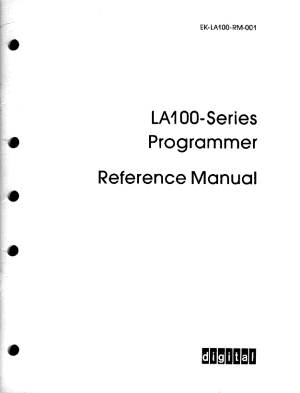 EK-LA100-RM-001
LA100-Series
Programmer
Reference Manual
digital